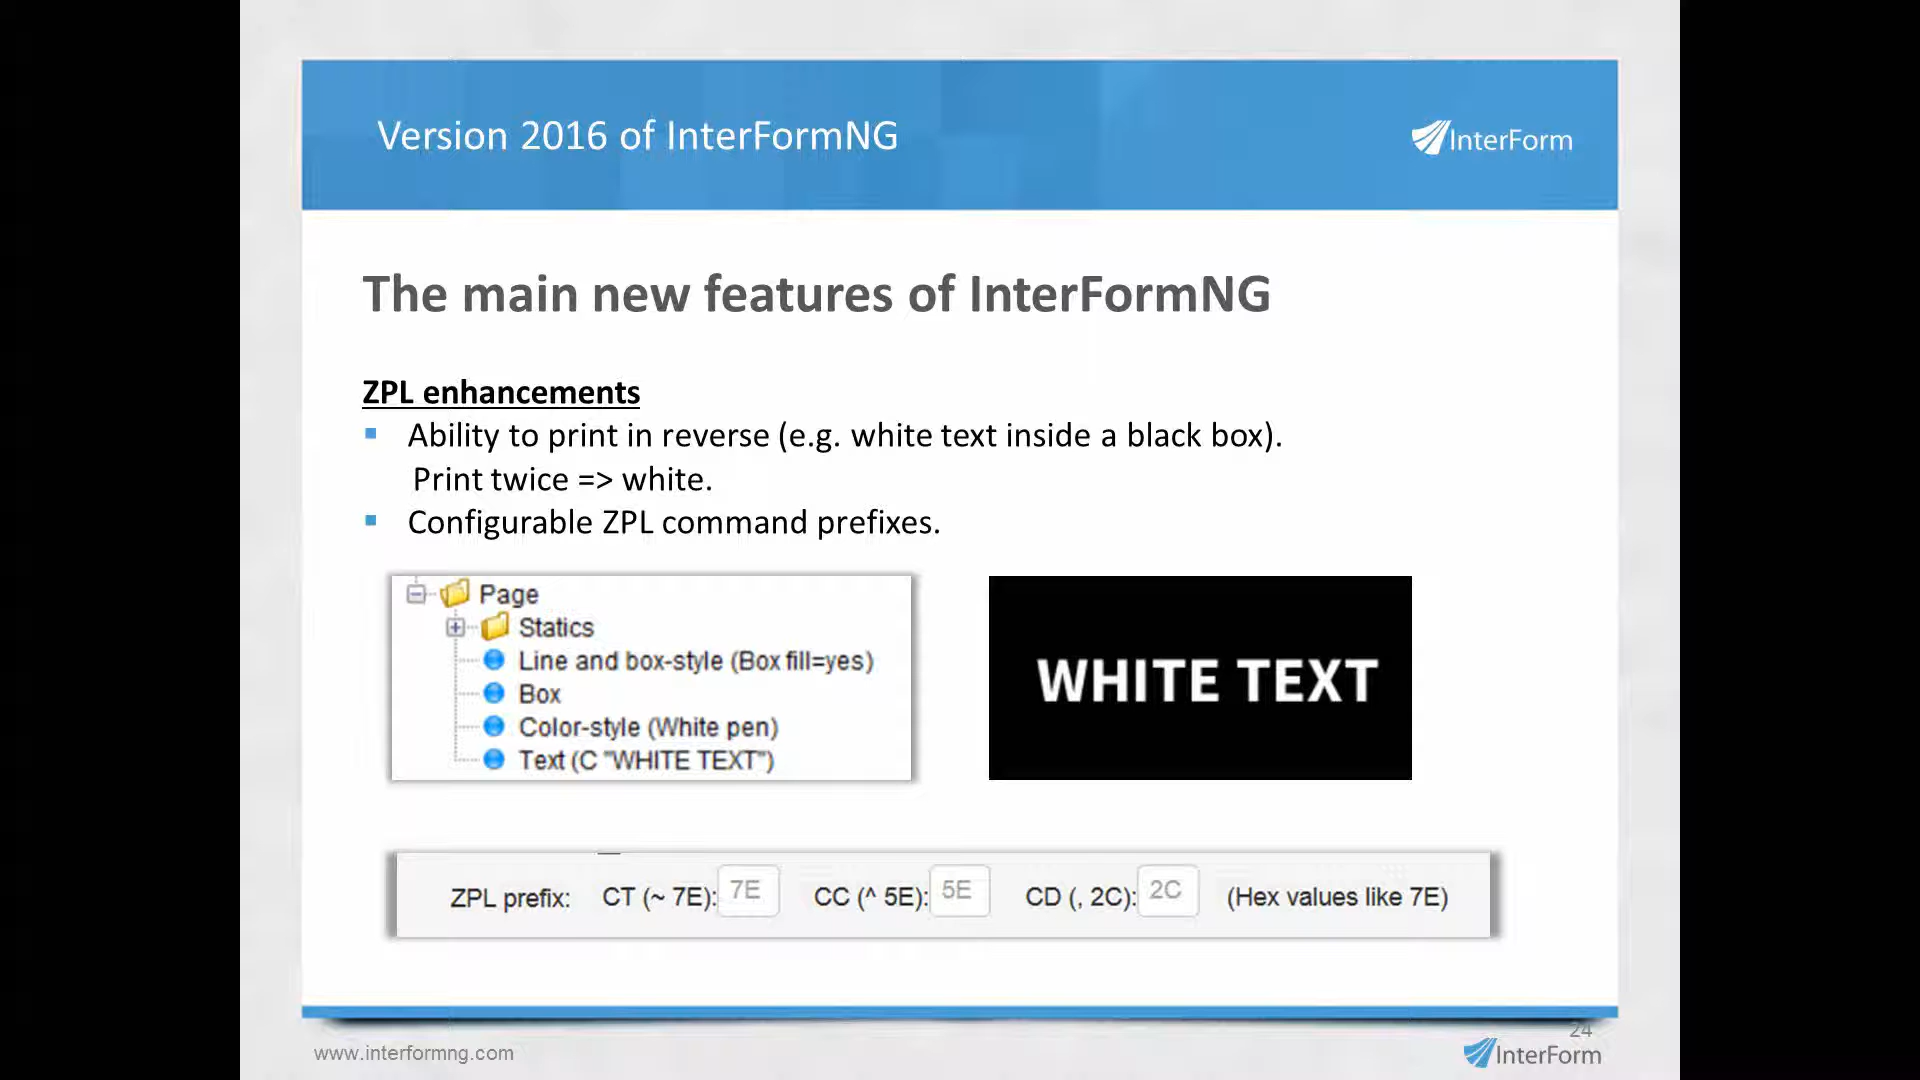 Version 2016 of InterFormNG
InterForm
The main new features of InterFormNG
ZPL enhancements
Ability to print in reverse (e.g. white text inside a black box).
Print twice => white.
Configurable ZPL command prefixes.
Page
Statics
Line and box-style (Box fill=yes)
Box
Color-style (White pen)
Text (C "WHITE TEXT")
WHITE TEXT
ZPL prefix: CT (~ 7E): 7E CC (^ 5E): 5E CD (, 2C): 2C (Hex values like 7E)
24
www.interformng.com
InterForm